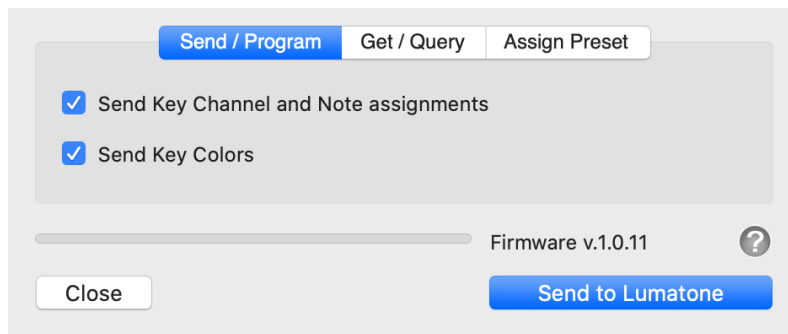 Send / Program Get / Query Assign Preset
Send Key Channel and Note assignments
Send Key Colors
Firmware v.1.0.11 ?
Close Send to Lumatone